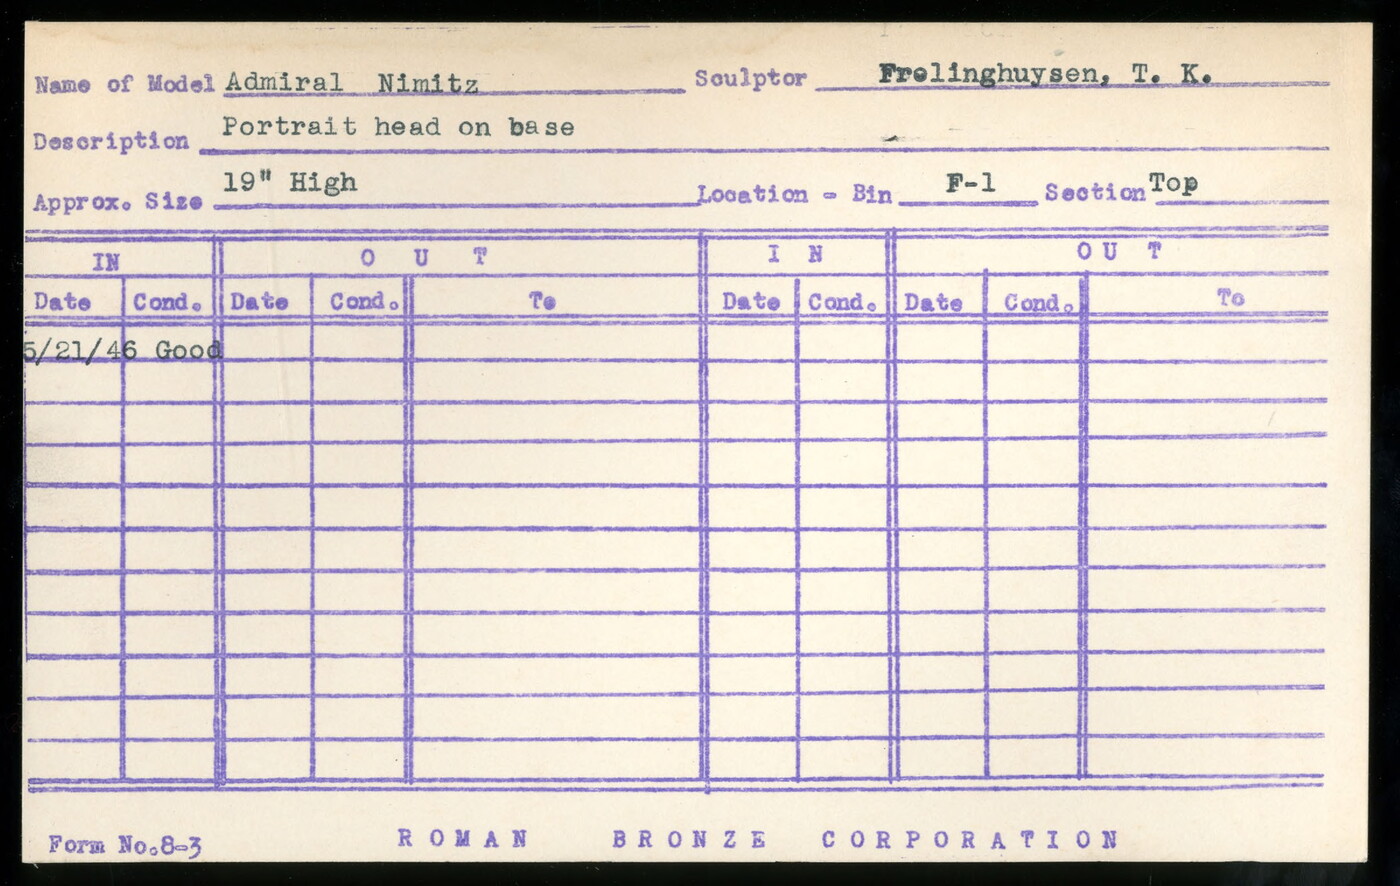 Name of Model Admiral Nimitz Sculptor Frelinghuysen, T. K.
Description Portrait head on base
Approx. Size 19" High Location - Bin F-1 Section Top
IN OUT IN OUT
Date Cond. Date Cond. To Date Cond. Date Cond. To
5/21/46 Good
Form No.8-3 ROMAN BRONZE CORPORATION